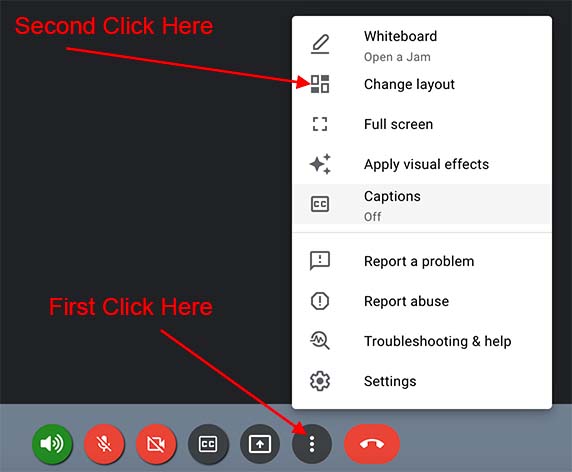 Second Click Here
Whiteboard
Open a Jam
Change layout
Full screen
Apply visual effects
CC
Captions
Off
Report a problem
First Click Here
Report abuse
Troubleshooting & help
Settings
CC